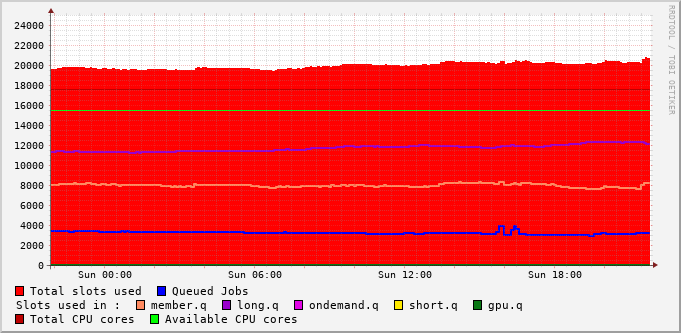 RRDTOOL / TOBI OETIKER
24000
22000
20000
18000
16000
14000
12000
10000
8000
6000
4000
2000
0
Sun 00:00 Sun 06:00 Sun 12:00 Sun 18:00
Total slots used Queued Jobs
Slots used in : member.q long.q ondemand.q short.q gpu.q
Total CPU cores Available CPU cores